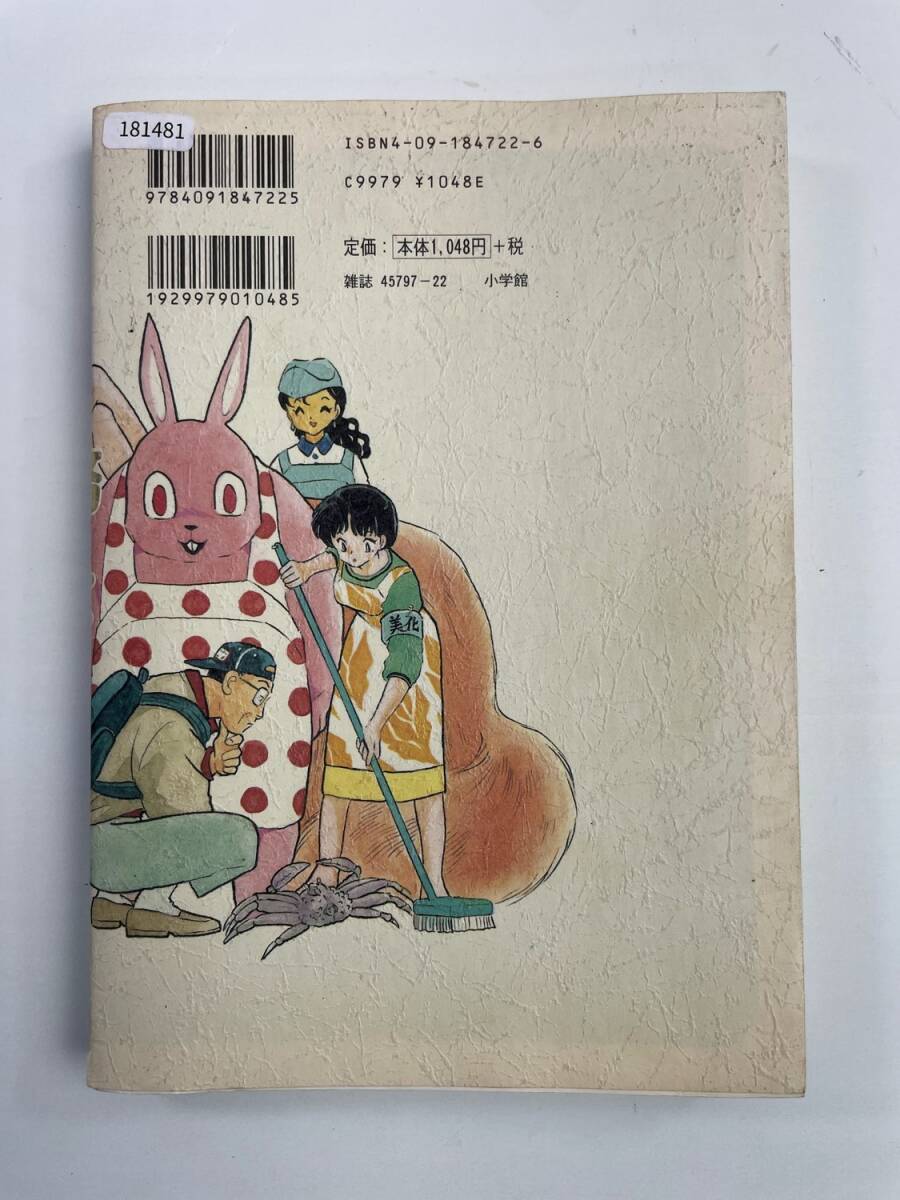 181481
ISBN4-09-184722-6
C9979 ¥1048E
9784091847225
定価：本体1,048円+税
雑誌 45797-22 小学館
1929979010485
美化